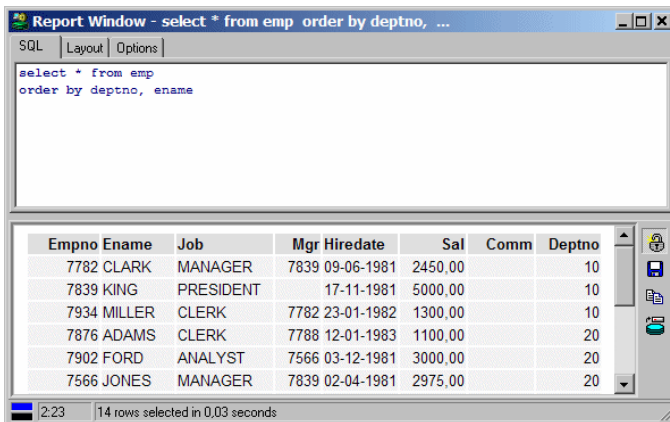 Report Window - select * from emp order by deptno, ...
SQL Layout Options
select * from emp
order by deptno, ename
Empno Ename Job Mgr Hiredate Sal Comm Deptno
7782 CLARK MANAGER 7839 09-06-1981 2450,00 10
7839 KING PRESIDENT 17-11-1981 5000,00 10
7934 MILLER CLERK 7782 23-01-1982 1300,00 10
7876 ADAMS CLERK 7788 12-01-1983 1100,00 20
7902 FORD ANALYST 7566 03-12-1981 3000,00 20
7566 JONES MANAGER 7839 02-04-1981 2975,00 20
2:23 14 rows selected in 0,03 seconds